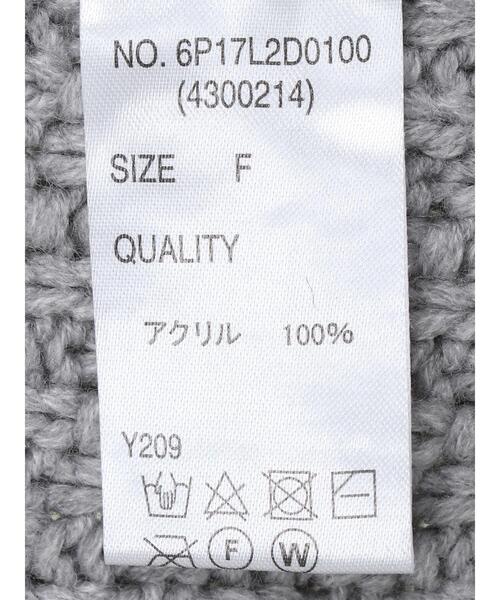 NO. 6P17L2D0100
(4300214)
SIZE F
QUALITY
アクリル 100%
Y209
F W